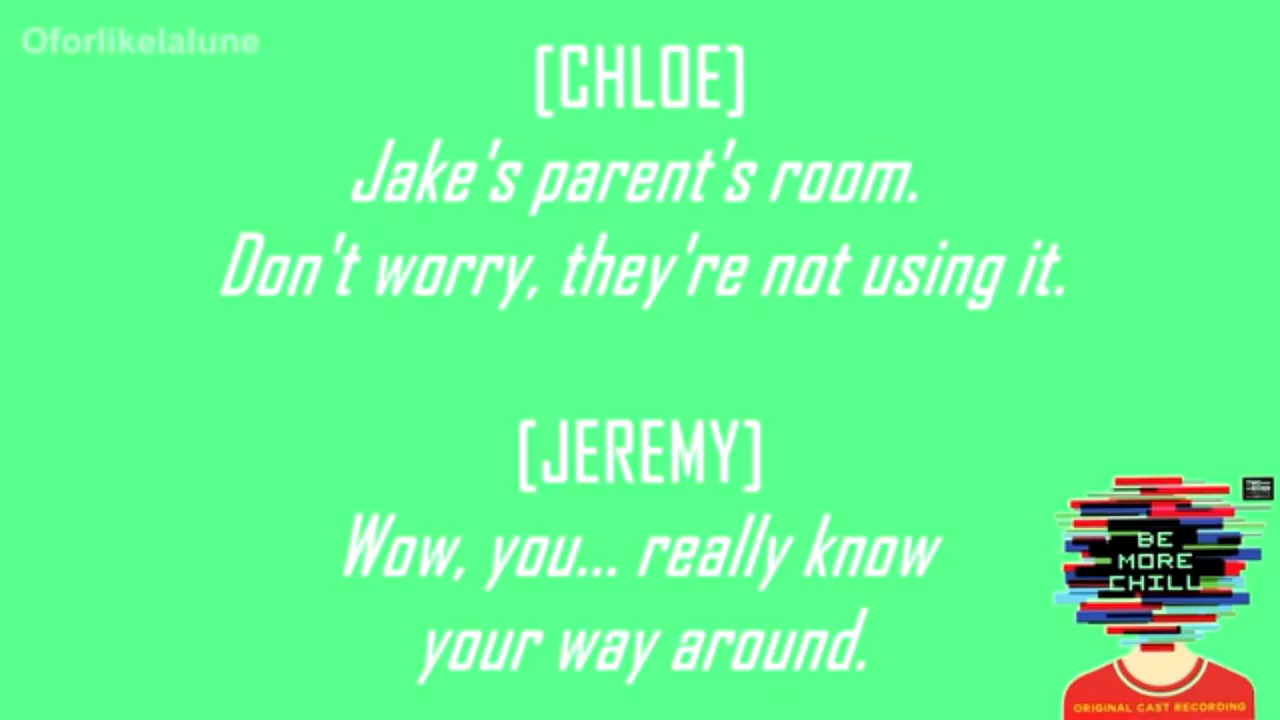 Oforlikelalune
[CHLOE]
Jake's parent's room.
Don't worry, they're not using it.
[JEREMY]
Wow, you... really know
your way around.
BE
MORE
CHILL
ORIGINAL CAST RECORDING